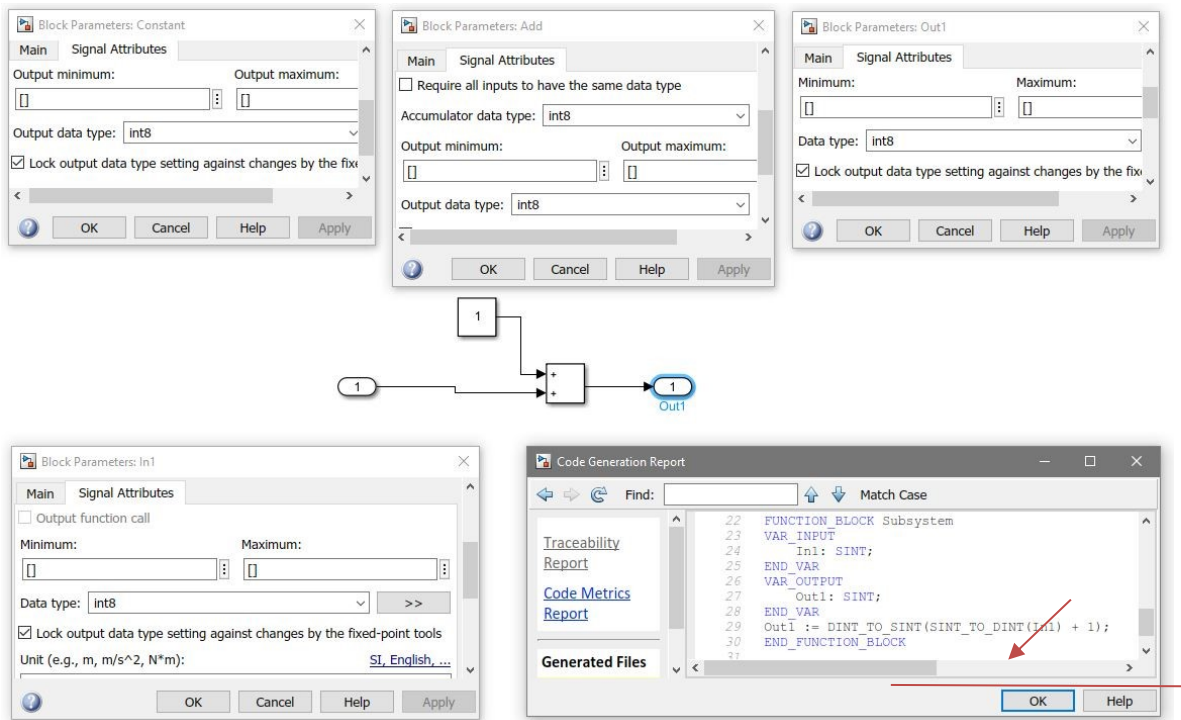 Block Parameters: Constant
Main Signal Attributes
Output minimum: Output maximum:
[] []
Output data type: int8
Lock output data type setting against changes by the fixe
OK Cancel Help Apply
Block Parameters: Add
Main Signal Attributes
Require all inputs to have the same data type
Accumulator data type: int8
Output minimum: Output maximum:
[] []
Output data type: int8
OK Cancel Help Apply
Block Parameters: Out1
Main Signal Attributes
Minimum: Maximum:
[] []
Data type: int8
Lock output data type setting against changes by the fix
OK Cancel Help Apply
1
+
1
+
1
Out1
Block Parameters: In1
Main Signal Attributes
Output function call
Minimum: Maximum:
[] []
Data type: int8 >>
Lock output data type setting against changes by the fixed-point tools
Unit (e.g., m, m/s^2, N*m): SI, English, ...
OK Cancel Help Apply
Code Generation Report
Find: Match Case
Traceability
Report
Code Metrics
Report
Generated Files
22 FUNCTION_BLOCK Subsystem
23 VAR_INPUT
24 In1: SINT;
25 END_VAR
26 VAR_OUTPUT
27 Out1: SINT;
28 END_VAR
29 Out1 := DINT_TO_SINT(SINT_TO_DINT(In1) + 1);
30 END_FUNCTION_BLOCK
31
OK Help